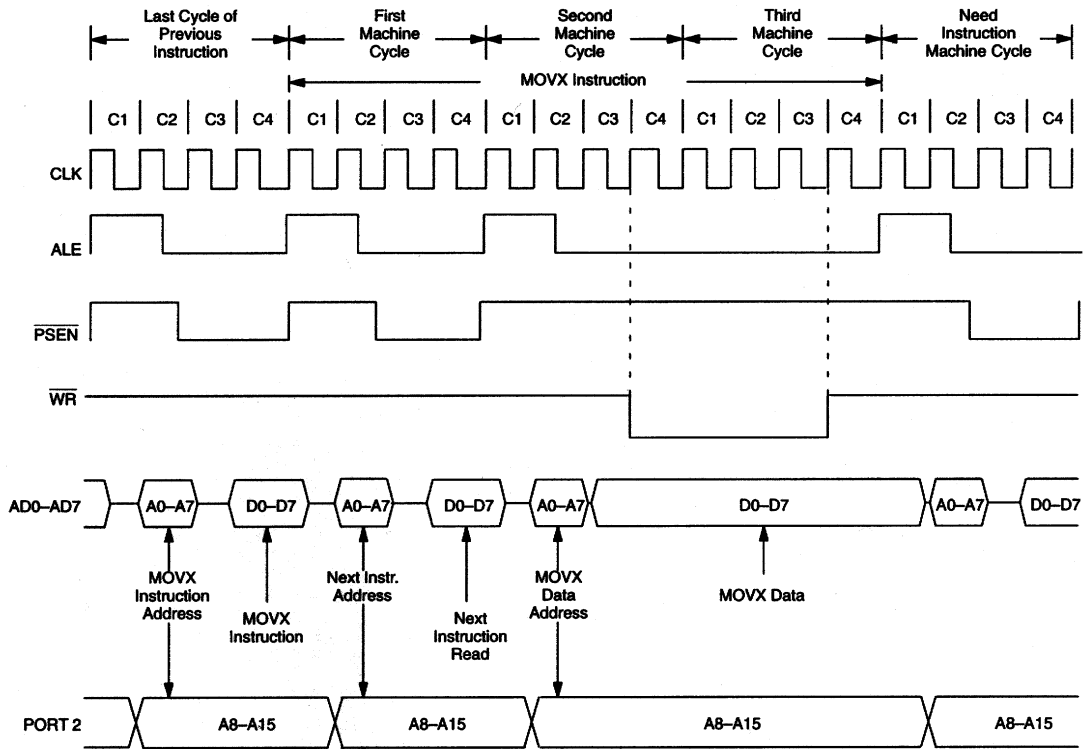 Last Cycle of
Previous
Instruction
First
Machine
Cycle
Second
Machine
Cycle
Third
Machine
Cycle
Need
Instruction
Machine Cycle
MOVX Instruction
C1 C2 C3 C4 C1 C2 C3 C4 C1 C2 C3 C4 C1 C2 C3 C4 C1 C2 C3 C4
CLK
ALE
PSEN
WR
AD0–AD7 A0–A7 D0–D7 A0–A7 D0–D7 A0–A7 D0–D7 A0–A7 D0–D7
MOVX
Instruction
Address
MOVX
Instruction
Next Instr.
Address
Next
Instruction
Read
MOVX
Data
Address
MOVX Data
PORT 2 A8–A15 A8–A15 A8–A15 A8–A15